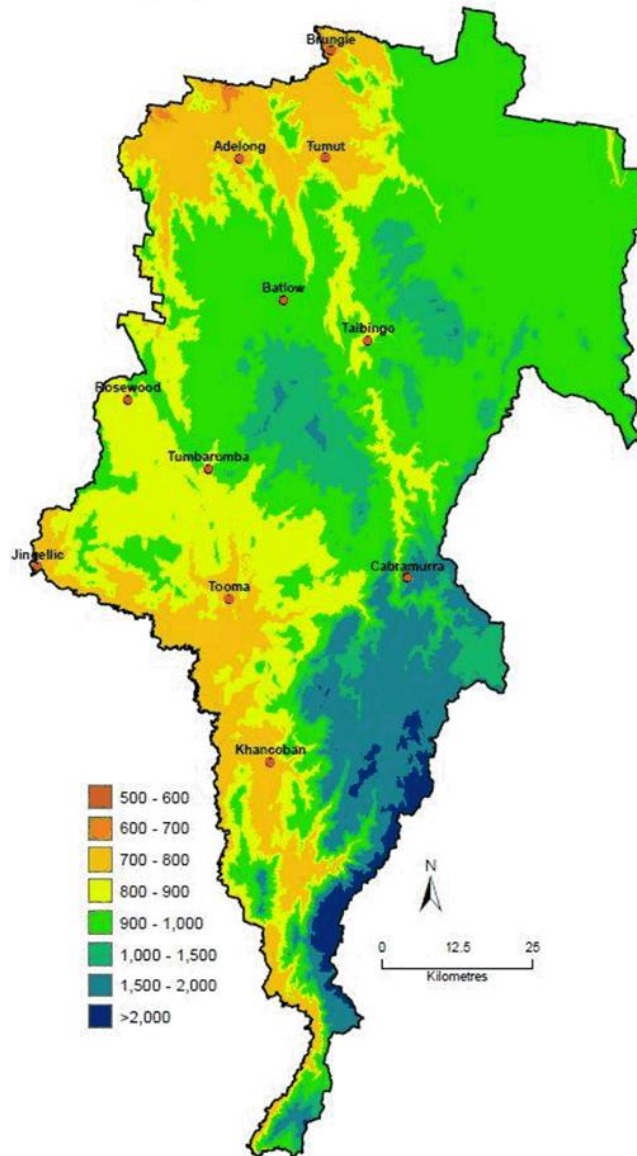 Brungle
Adelong
Tumut
Batlow
Talbingo
Rosewood
Tumbarumba
Jingellic
Cabramurra
Tooma
Khancoban
500 - 600
600 - 700
700 - 800
800 - 900
900 - 1,000
1,000 - 1,500
1,500 - 2,000
>2,000
N
0 12.5 25
Kilometres